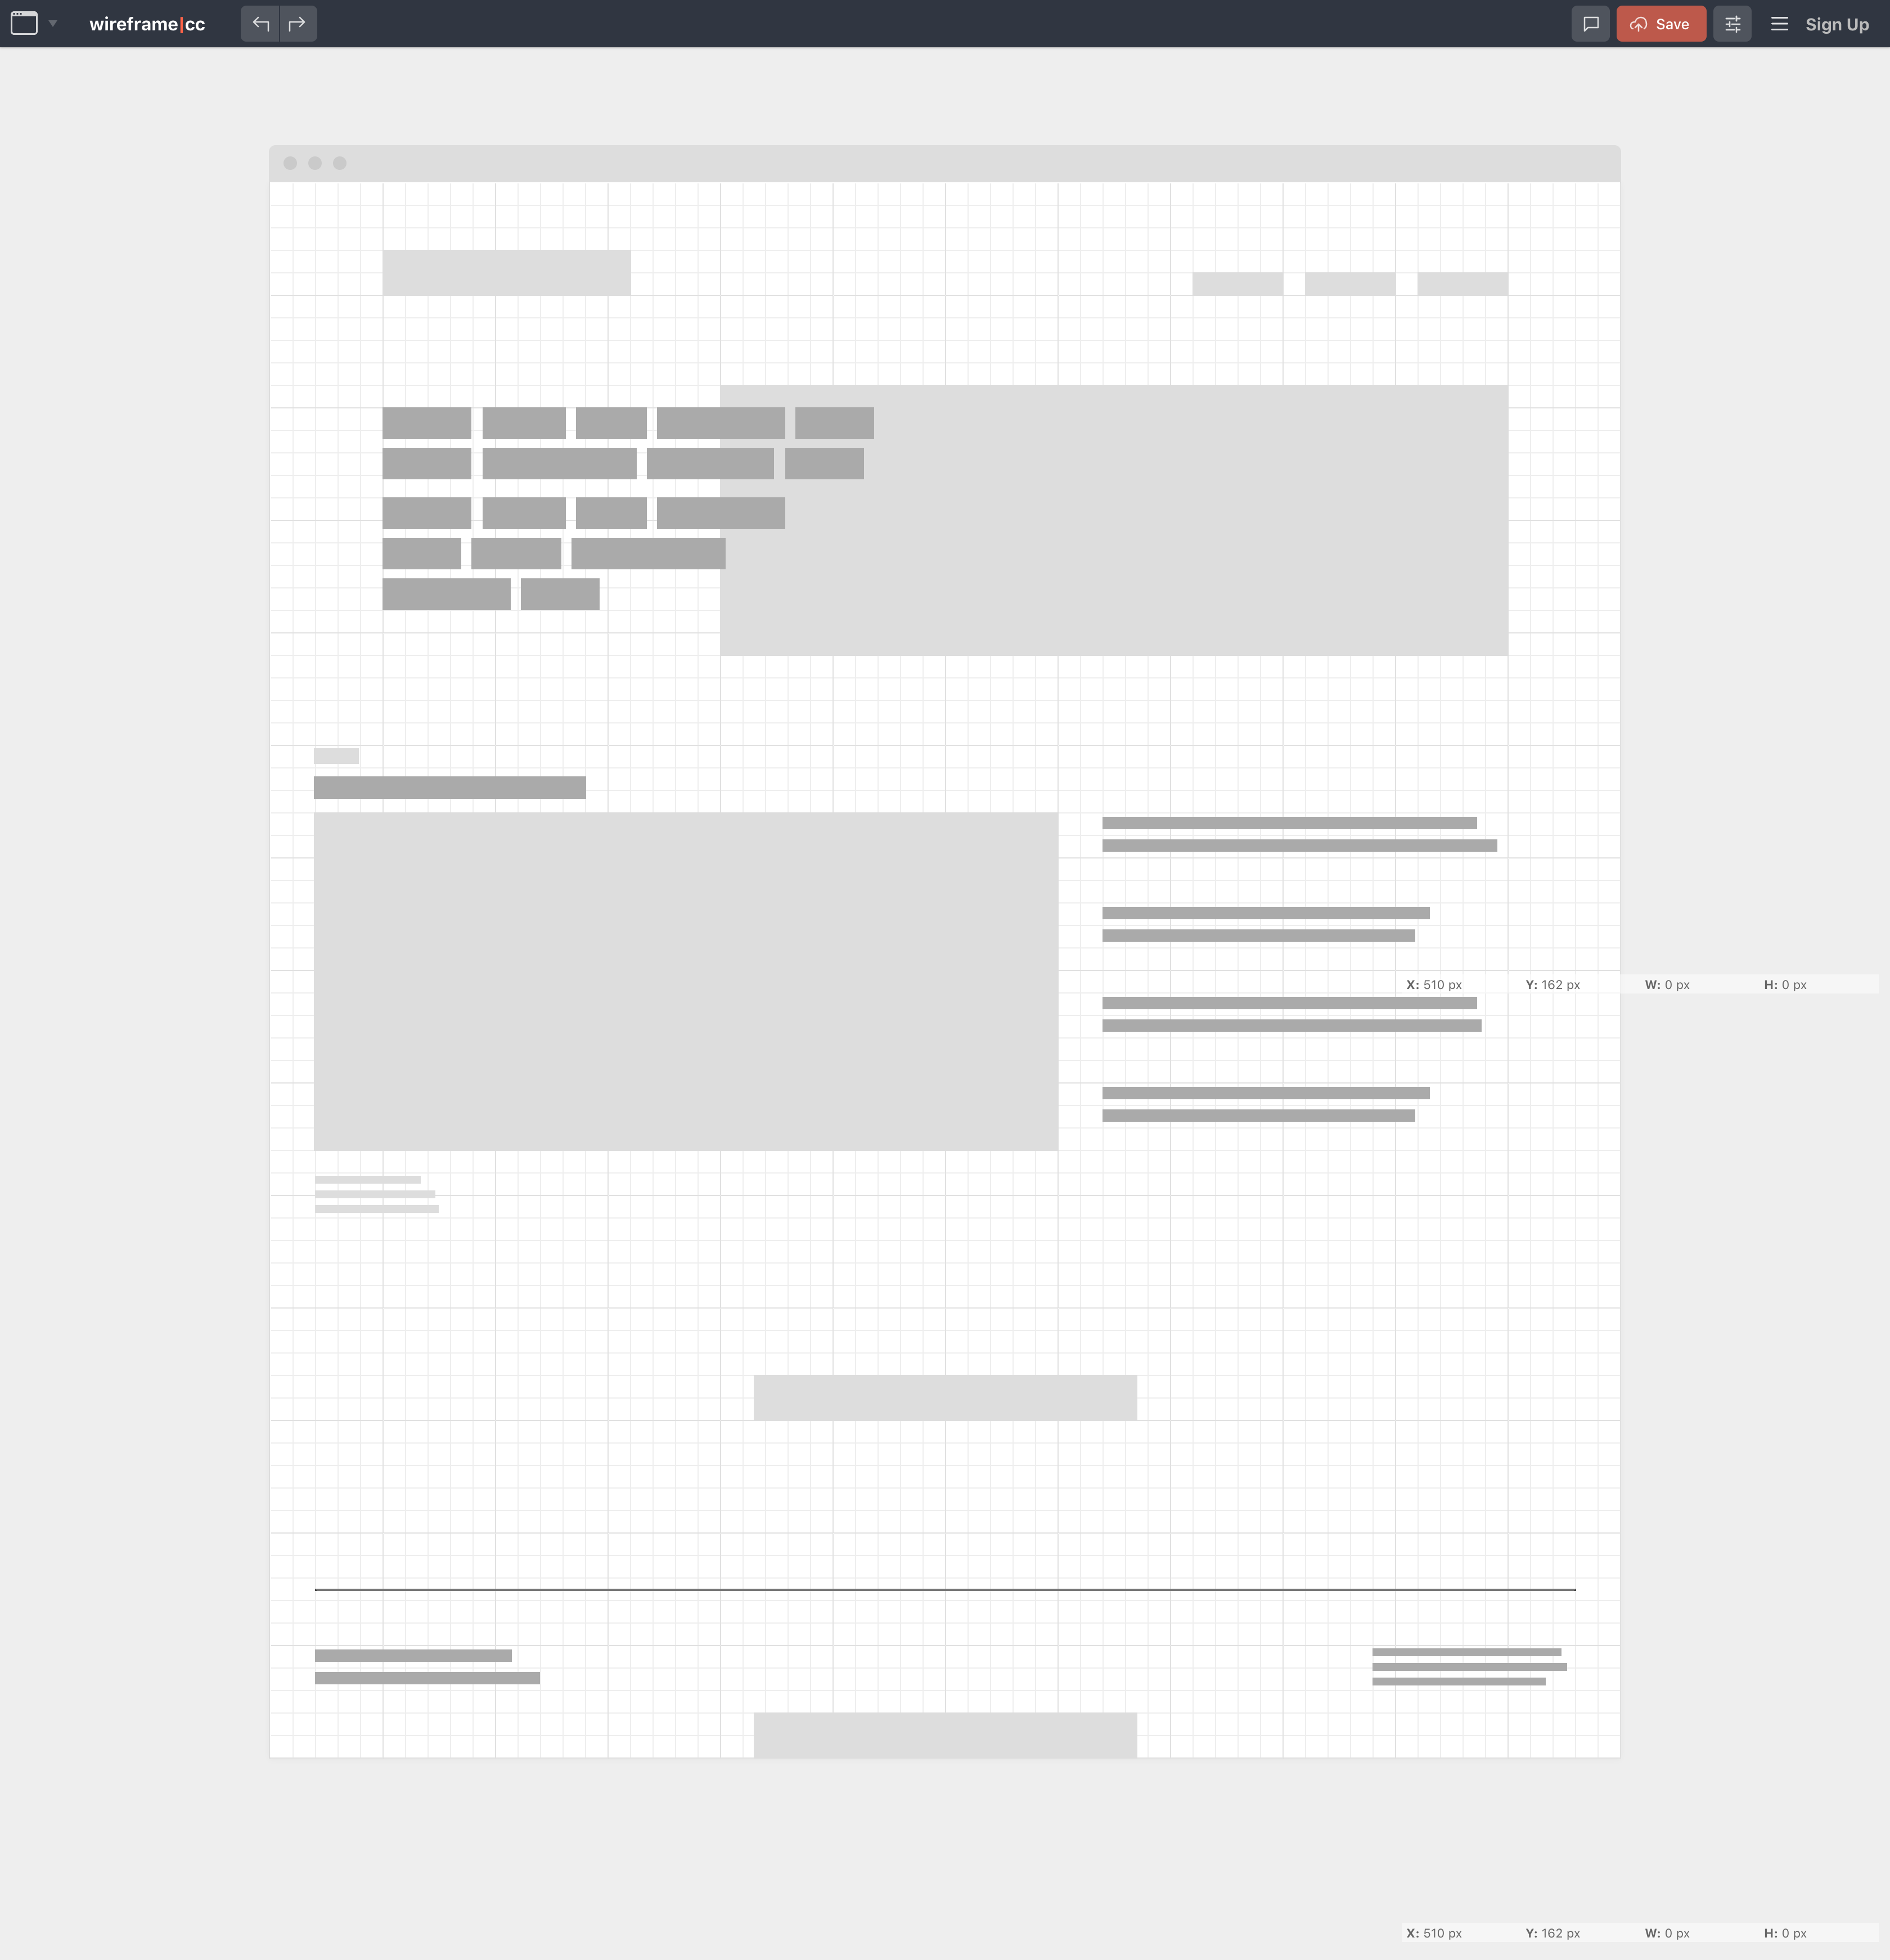 wireframe|cc
Save
Sign Up
X: 510 px Y: 162 px W: 0 px H: 0 px
X: 510 px Y: 162 px W: 0 px H: 0 px